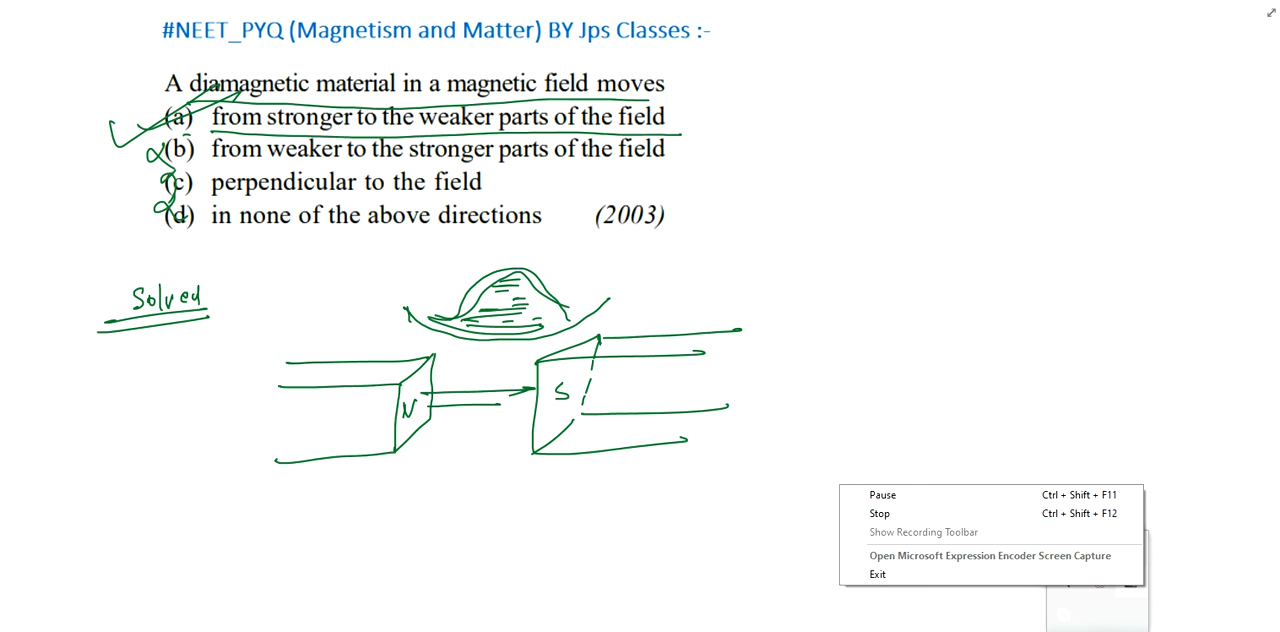 #NEET_PYQ (Magnetism and Matter) BY Jps Classes :-
A diamagnetic material in a magnetic field moves
(a) from stronger to the weaker parts of the field
(b) from weaker to the stronger parts of the field
(c) perpendicular to the field
(d) in none of the above directions (2003)
Solved
N
S
Pause Ctrl + Shift + F11
Stop Ctrl + Shift + F12
Show Recording Toolbar
Open Microsoft Expression Encoder Screen Capture
Exit